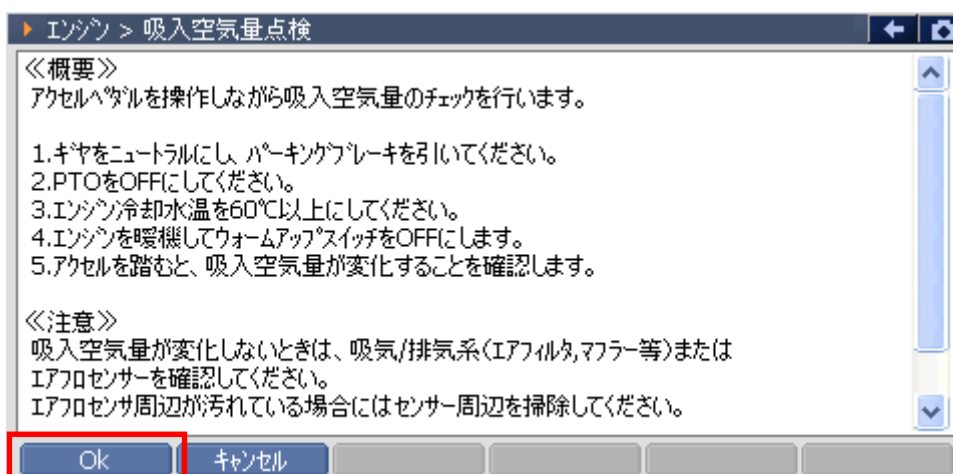 エンジン > 吸入空気量点検
≪概要≫
アクセルペダルを操作しながら吸入空気量のチェックを行います。
1.ギヤをニュートラルにし、パーキングブレーキを引いてください。
2.PTOをOFFにしてください。
3.エンジン冷却水温を60℃以上にしてください。
4.エンジンを暖機してウォームアップスイッチをOFFにします。
5.アクセルを踏むと、吸入空気量が変化することを確認します。
≪注意≫
吸入空気量が変化しないときは、吸気/排気系(エアフィルタ,マフラー等)または
エアフロセンサーを確認してください。
エアフロセンサ周辺が汚れている場合にはセンサー周辺を掃除してください。
Ok キャンセル